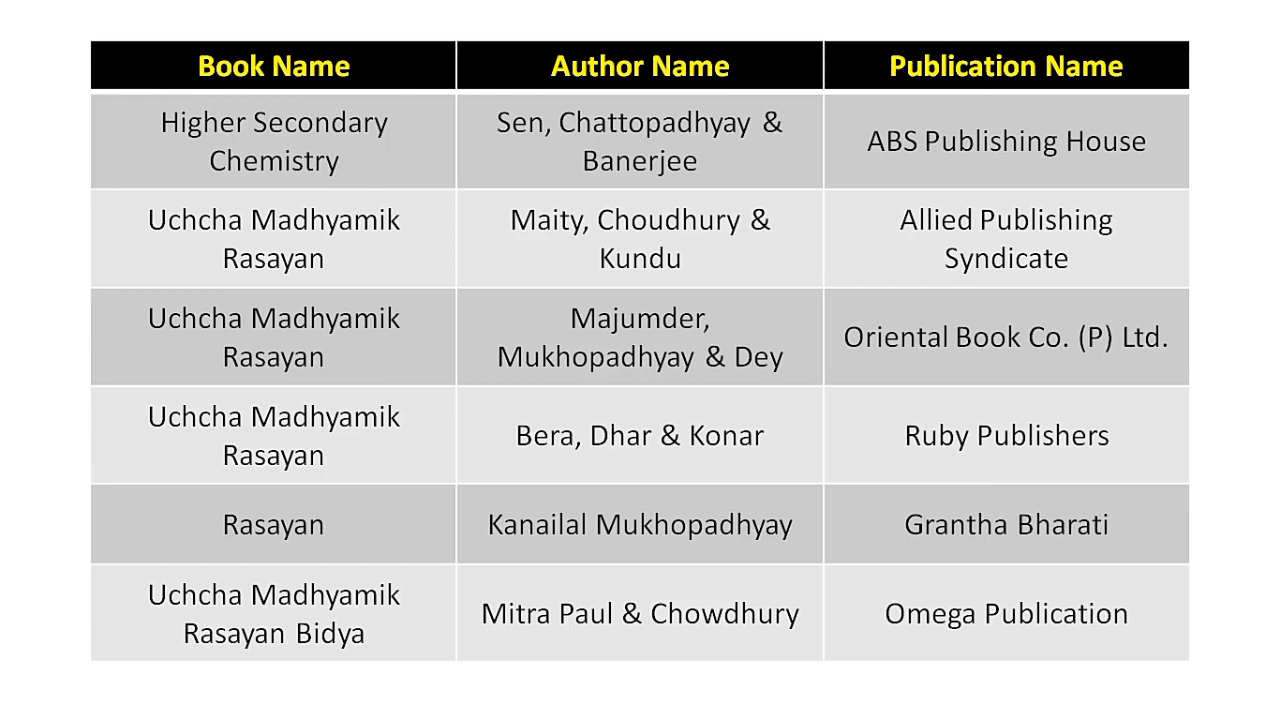 Book Name
Author Name
Publication Name
Higher Secondary
Chemistry
Sen, Chattopadhyay &
Banerjee
ABS Publishing House
Uchcha Madhyamik
Rasayan
Maity, Choudhury &
Kundu
Allied Publishing
Syndicate
Uchcha Madhyamik
Rasayan
Majumder,
Mukhopadhyay & Dey
Oriental Book Co. (P) Ltd.
Uchcha Madhyamik
Rasayan
Bera, Dhar & Konar
Ruby Publishers
Rasayan
Kanailal Mukhopadhyay
Grantha Bharati
Uchcha Madhyamik
Rasayan Bidya
Mitra Paul & Chowdhury
Omega Publication